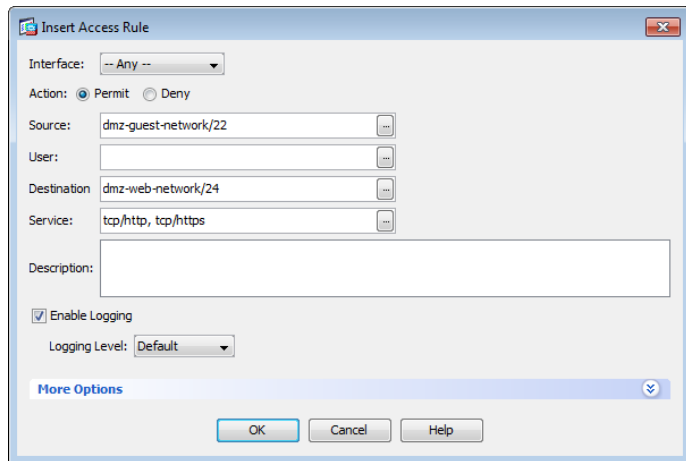 Insert Access Rule
Interface: -- Any --
Action: Permit Deny
Source: dmz-guest-network/22 ...
User: ...
Destination dmz-web-network/24 ...
Service: tcp/http, tcp/https ...
Description:
Enable Logging
Logging Level: Default
More Options
OK Cancel Help